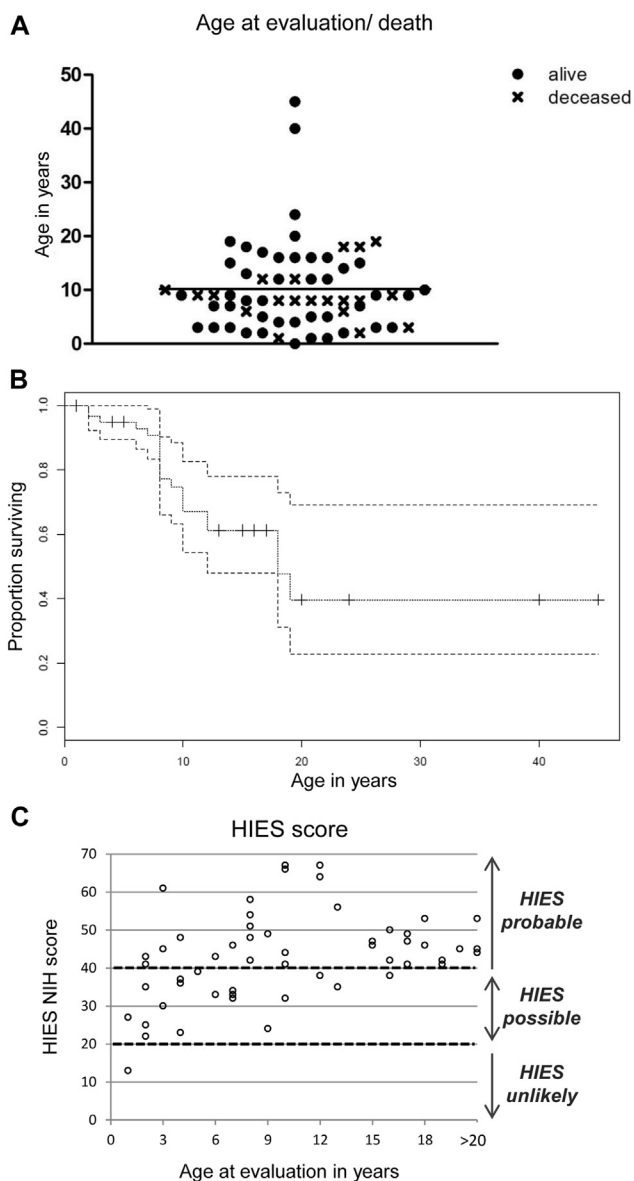 A
Age at evaluation/ death
alive
deceased
Age in years
50
40
30
20
10
0
B
Proportion surviving
1.0
0.8
0.6
0.4
0.2
0.0
0 10 20 30 40
Age in years
C
HIES score
HIES NIH score
70
60
50
40
30
20
10
0
0 3 6 9 12 15 18 >20
Age at evaluation in years
HIES
probable
HIES
possible
HIES
unlikely